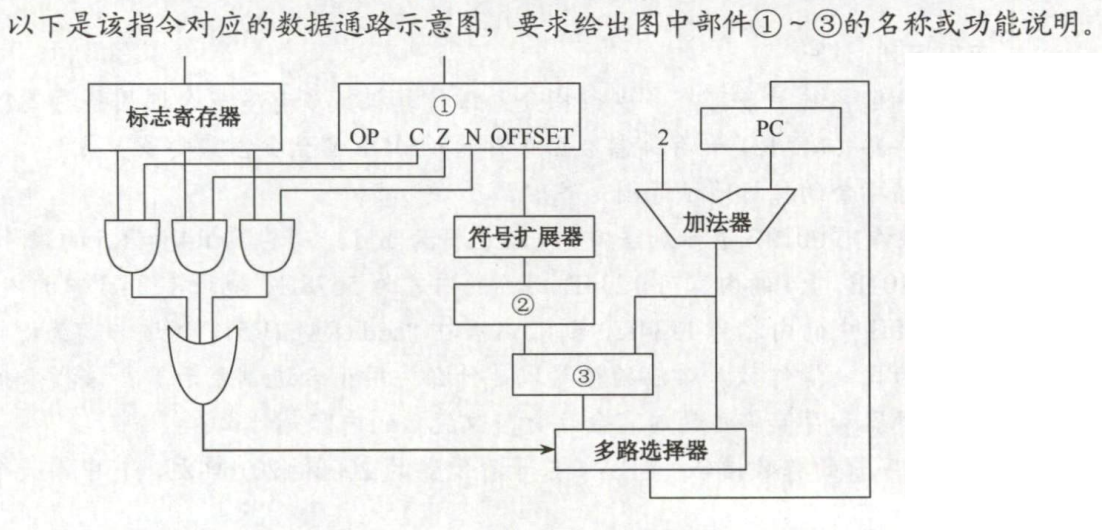 以下是该指令对应的数据通路示意图，要求给出图中部件①~③的名称或功能说明。
标志寄存器
①
OP C Z N OFFSET
2
PC
加法器
符号扩展器
②
③
多路选择器